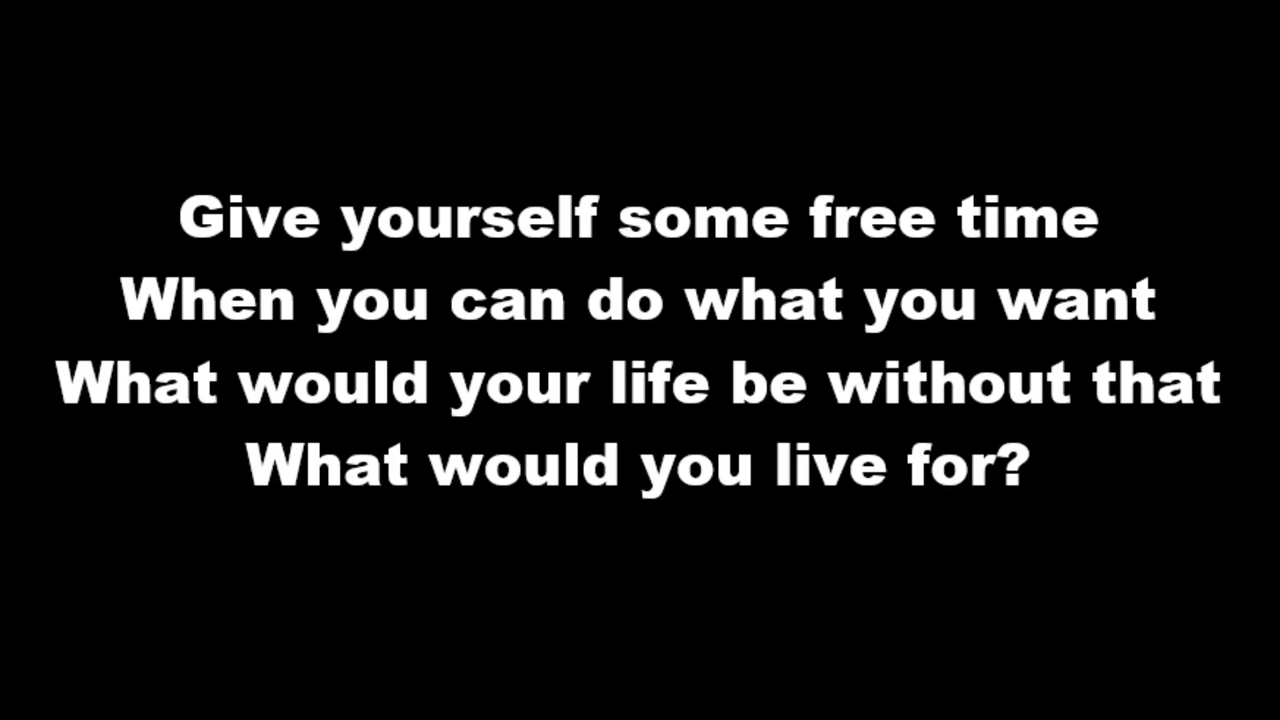 Give yourself some free time
When you can do what you want
What would your life be without that
What would you live for?